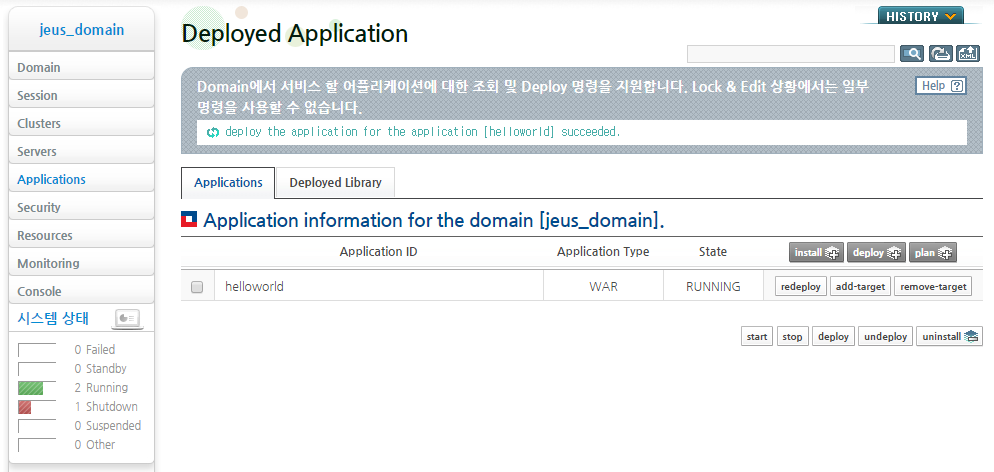 jeus_domain
Domain
Session
Clusters
Servers
Applications
Security
Resources
Monitoring
Console
시스템 상태
0 Failed
0 Standby
2 Running
1 Shutdown
0 Suspended
0 Other
HISTORY
Deployed Application
XML
Domain에서 서비스 할 어플리케이션에 대한 조회 및 Deploy 명령을 지원합니다. Lock & Edit 상황에서는 일부
명령을 사용할 수 없습니다.
Help ?
deploy the application for the application [helloworld] succeeded.
Applications Deployed Library
Application information for the domain [jeus_domain].
Application ID Application Type State install deploy plan
helloworld WAR RUNNING redeploy add-target remove-target
start stop deploy undeploy uninstall